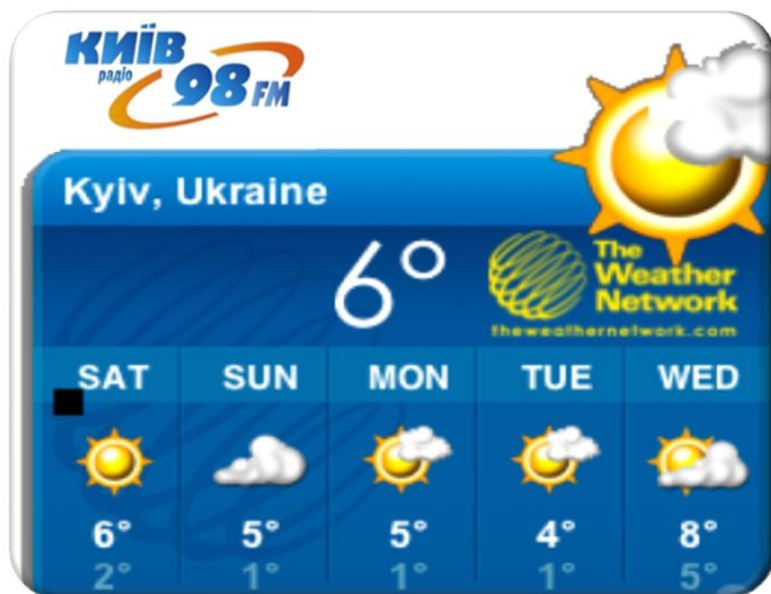 КИЇВ
радіо
98 FM
Kyiv, Ukraine
6°
The
Weather
Network
theweathernetwork.com
SAT SUN MON TUE WED
6° 5° 5° 4° 8°
2° 1° 1° 1° 5°